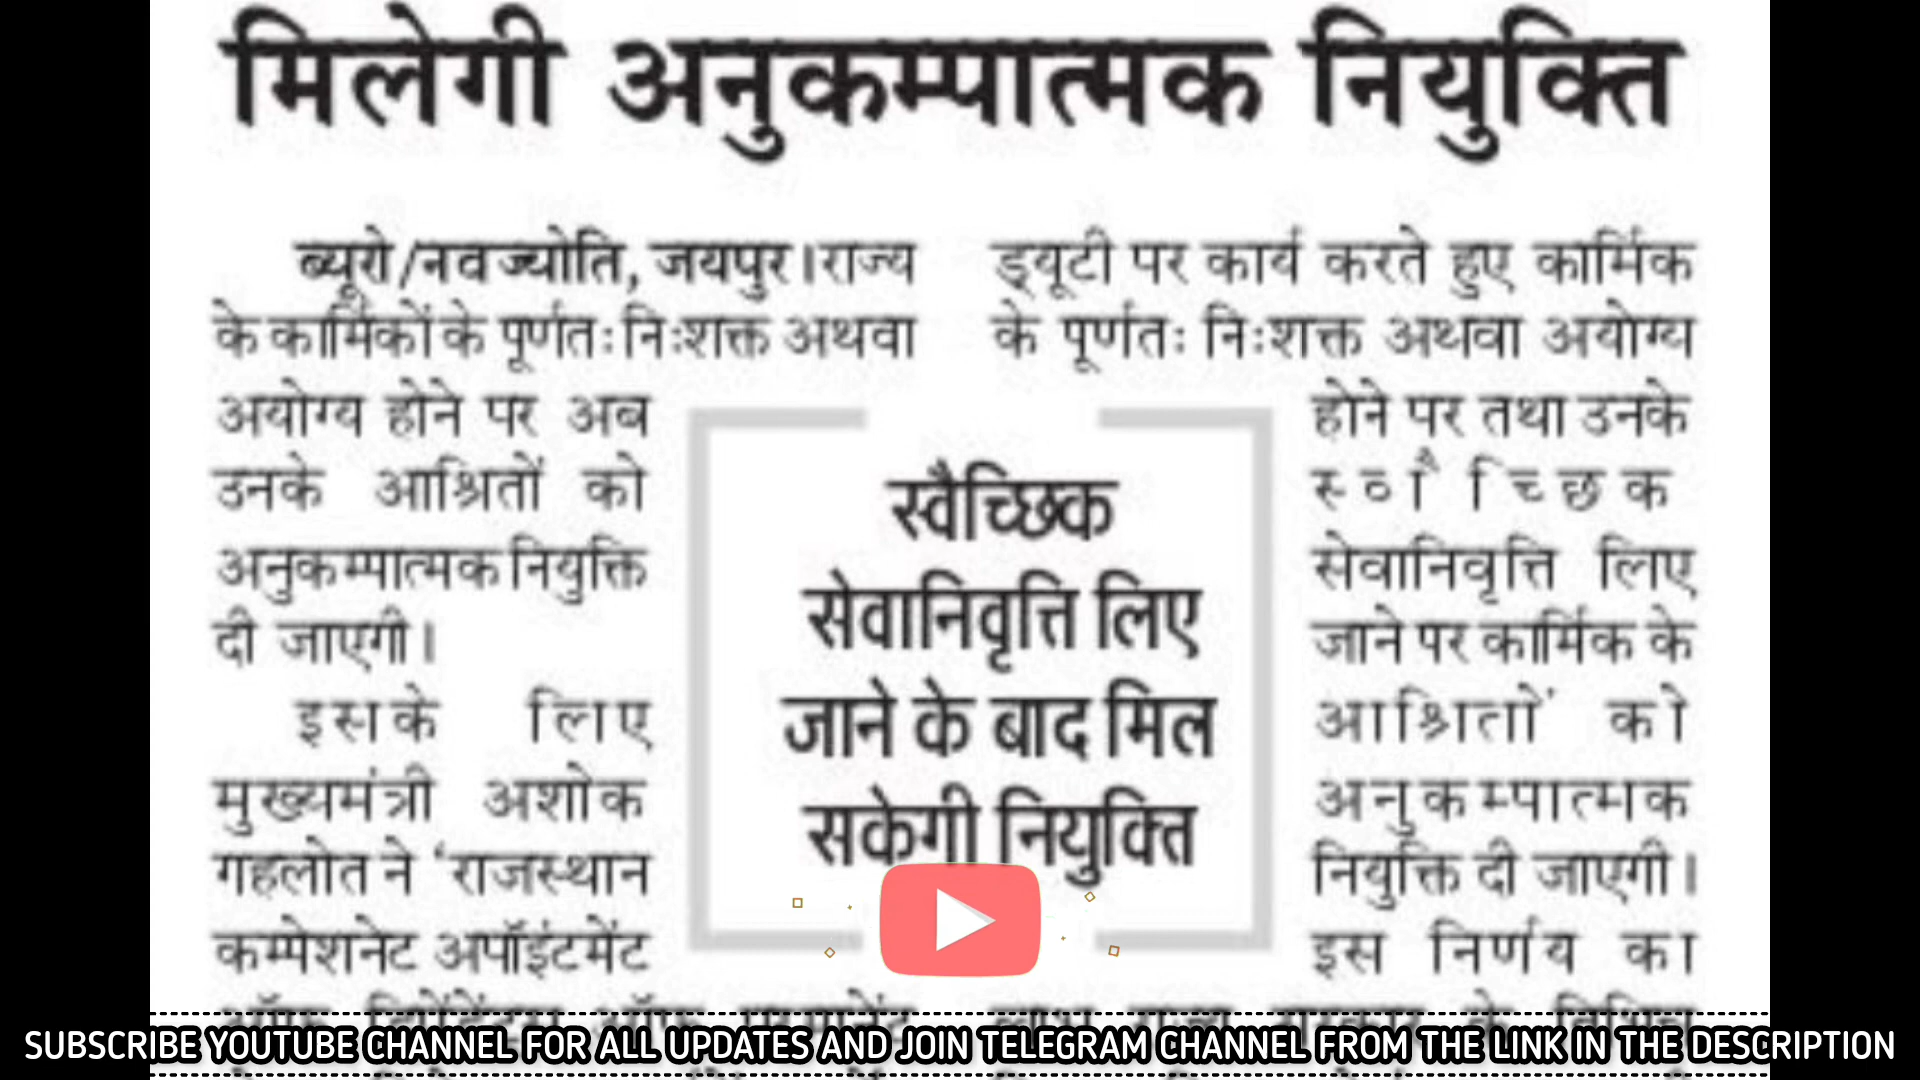 मिलेगी अनुकम्पात्मक नियुक्ति
ब्यूरो/नवज्योति, जयपुर। राज्य
के कार्मिकों के पूर्णतः निःशक्त अथवा
अयोग्य होने पर अब
उनके आश्रितों को
अनुकम्पात्मक नियुक्ति
दी जाएगी।
इसके लिए
मुख्यमंत्री अशोक
गहलोत ने ‘राजस्थान
कम्पेशनेट अपॉइंटमेंट
स्वैच्छिक
सेवानिवृत्ति लिए
जाने के बाद मिल
सकेगी नियुक्ति
ड्यूटी पर कार्य करते हुए कार्मिक
के पूर्णतः निःशक्त अथवा अयोग्य
होने पर तथा उनके
स्वैच्छिक
सेवानिवृत्ति लिए
जाने पर कार्मिक के
आश्रितों को
अनुकम्पात्मक
नियुक्ति दी जाएगी।
इस निर्णय का
SUBSCRIBE YOUTUBE CHANNEL FOR ALL UPDATES AND JOIN TELEGRAM CHANNEL FROM THE LINK IN THE DESCRIPTION